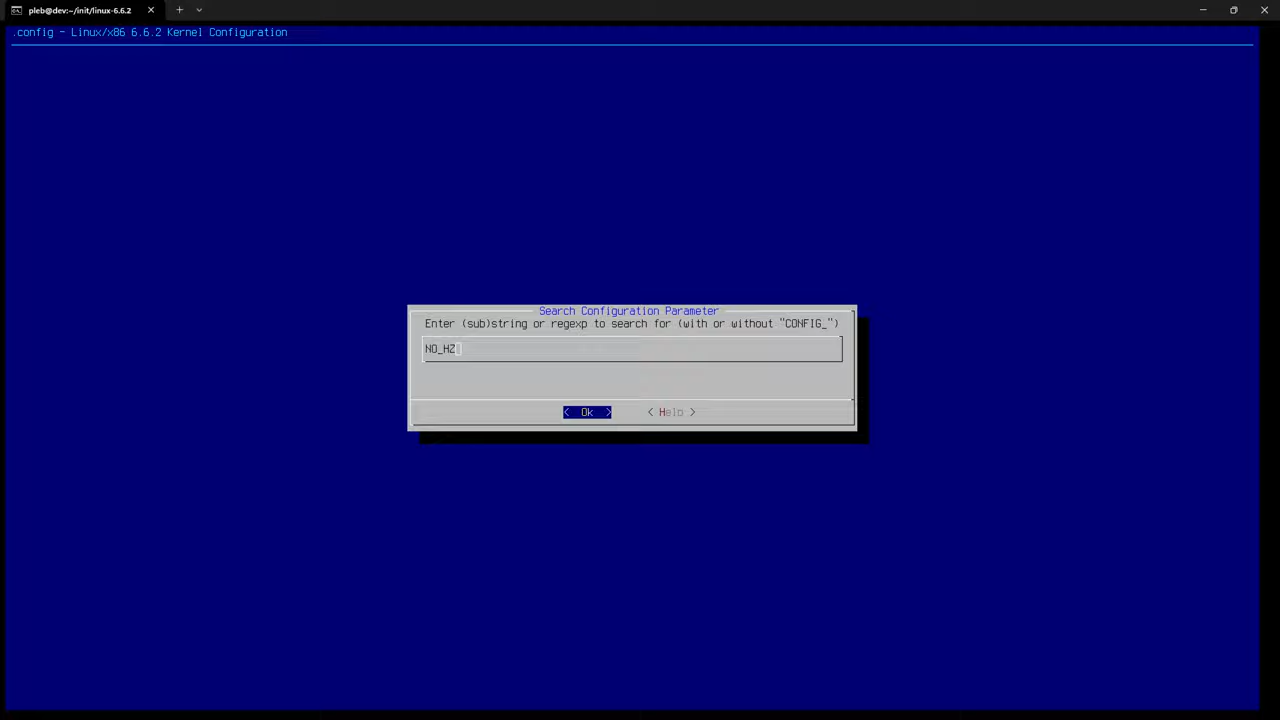 pleb@dev:~/init/linux-6.6.2
.config - Linux/x86 6.6.2 Kernel Configuration
Search Configuration Parameter
Enter (sub)string or regexp to search for (with or without "CONFIG_")
NO_HZ
< Ok > < Help >